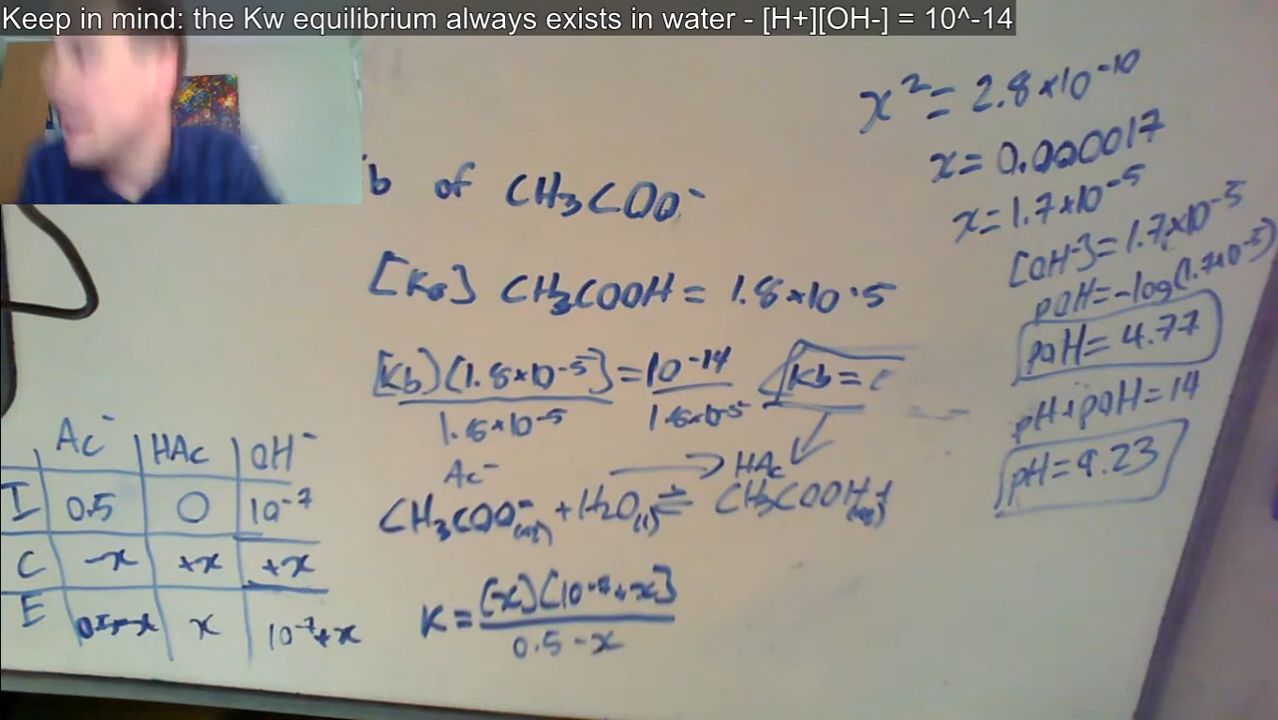 Keep in mind: the Kw equilibrium always exists in water - [H+][OH-] = 10^-14
b of CH3COO-
[Ka] CH3COOH = 1.8*10-5
[Kb](1.8*10-5) = 10-14
1.8*10-5 1.8*10-5
Kb =
Ac- HAc
CH3COO-(aq) + H2O(l) ⇌ CH3COOH(aq) +
K = [x][10-7+x]
0.5-x
Ac- HAc OH-
I 0.5 0 10-7
C -x +x +x
E 0.5-x x 10-7+x
x2 = 2.8*10-10
x = 0.000017
x = 1.7*10-5
[OH-] = 1.7*10-5
pOH = -log(1.7*10-5)
pOH = 4.77
pH + pOH = 14
pH = 9.23